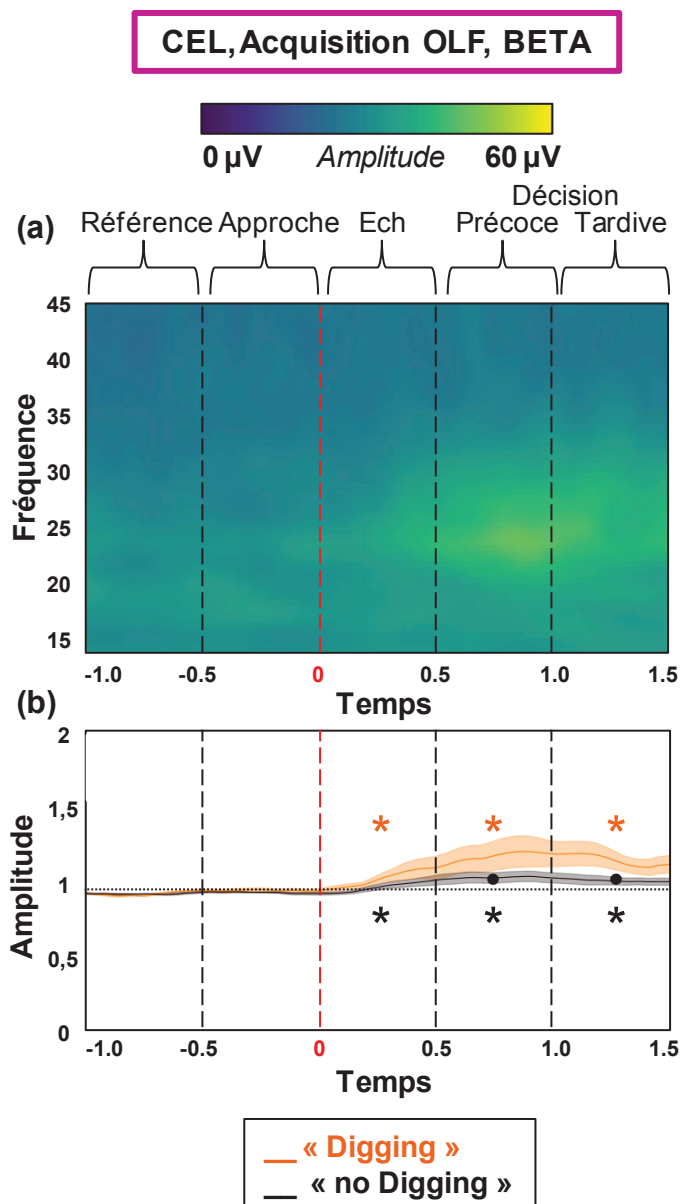 CEL, Acquisition OLF, BETA
0 µV Amplitude 60 µV
Décision
(a) Référence Approche Ech Précoce Tardive
45
40
35
30
25
20
15
Fréquence
-1.0 -0.5 0 0.5 1.0 1.5
Temps
(b)
2
1,5
1
0,5
0
Amplitude
* * *
* * *
-1.0 -0.5 0 0.5 1.0 1.5
Temps
__ « Digging »
__ « no Digging »